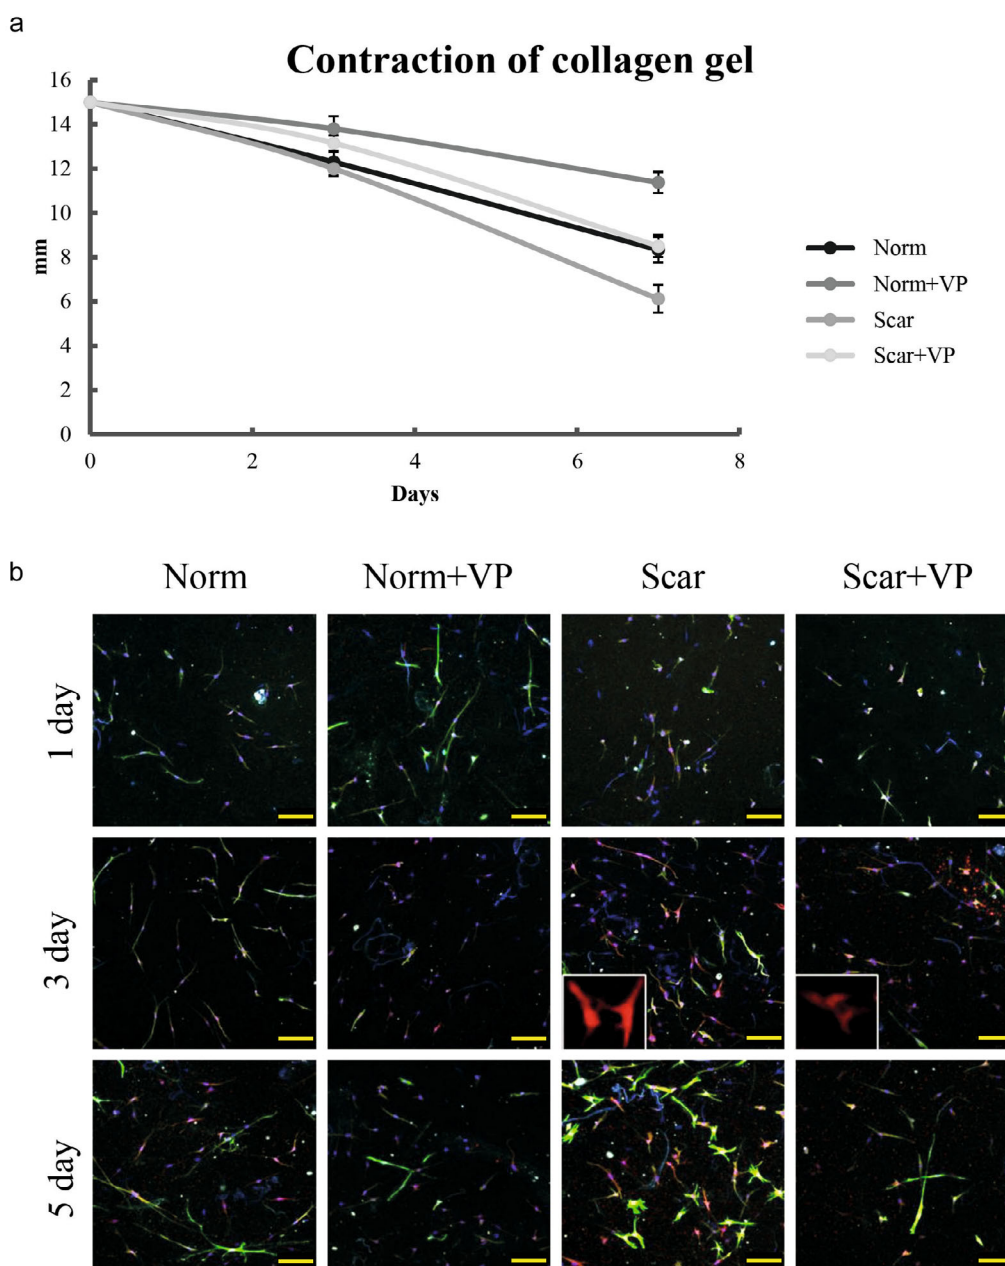 a
Contraction of collagen gel
16
14
12
10
8
6
4
2
0
mm
0 2 4 6 8
Days
Norm
Norm+VP
Scar
Scar+VP
b
Norm Norm+VP Scar Scar+VP
1 day
3 day
5 day